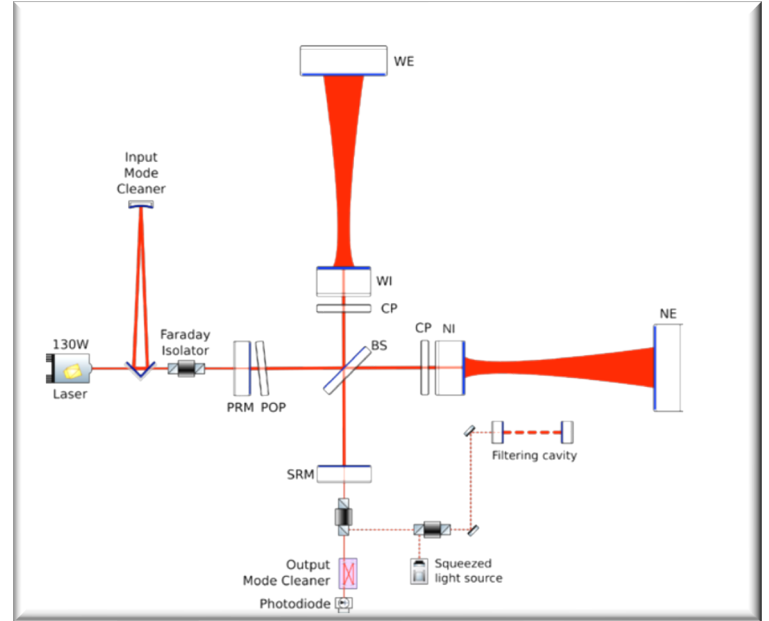 WE
Input
Mode
Cleaner
WI
CP
NE
CP
NI
130W
Faraday
Isolator
BS
Laser
PRM
POP
SRM
Filtering cavity
Output
Mode Cleaner
Squeezed
light source
Photodiode